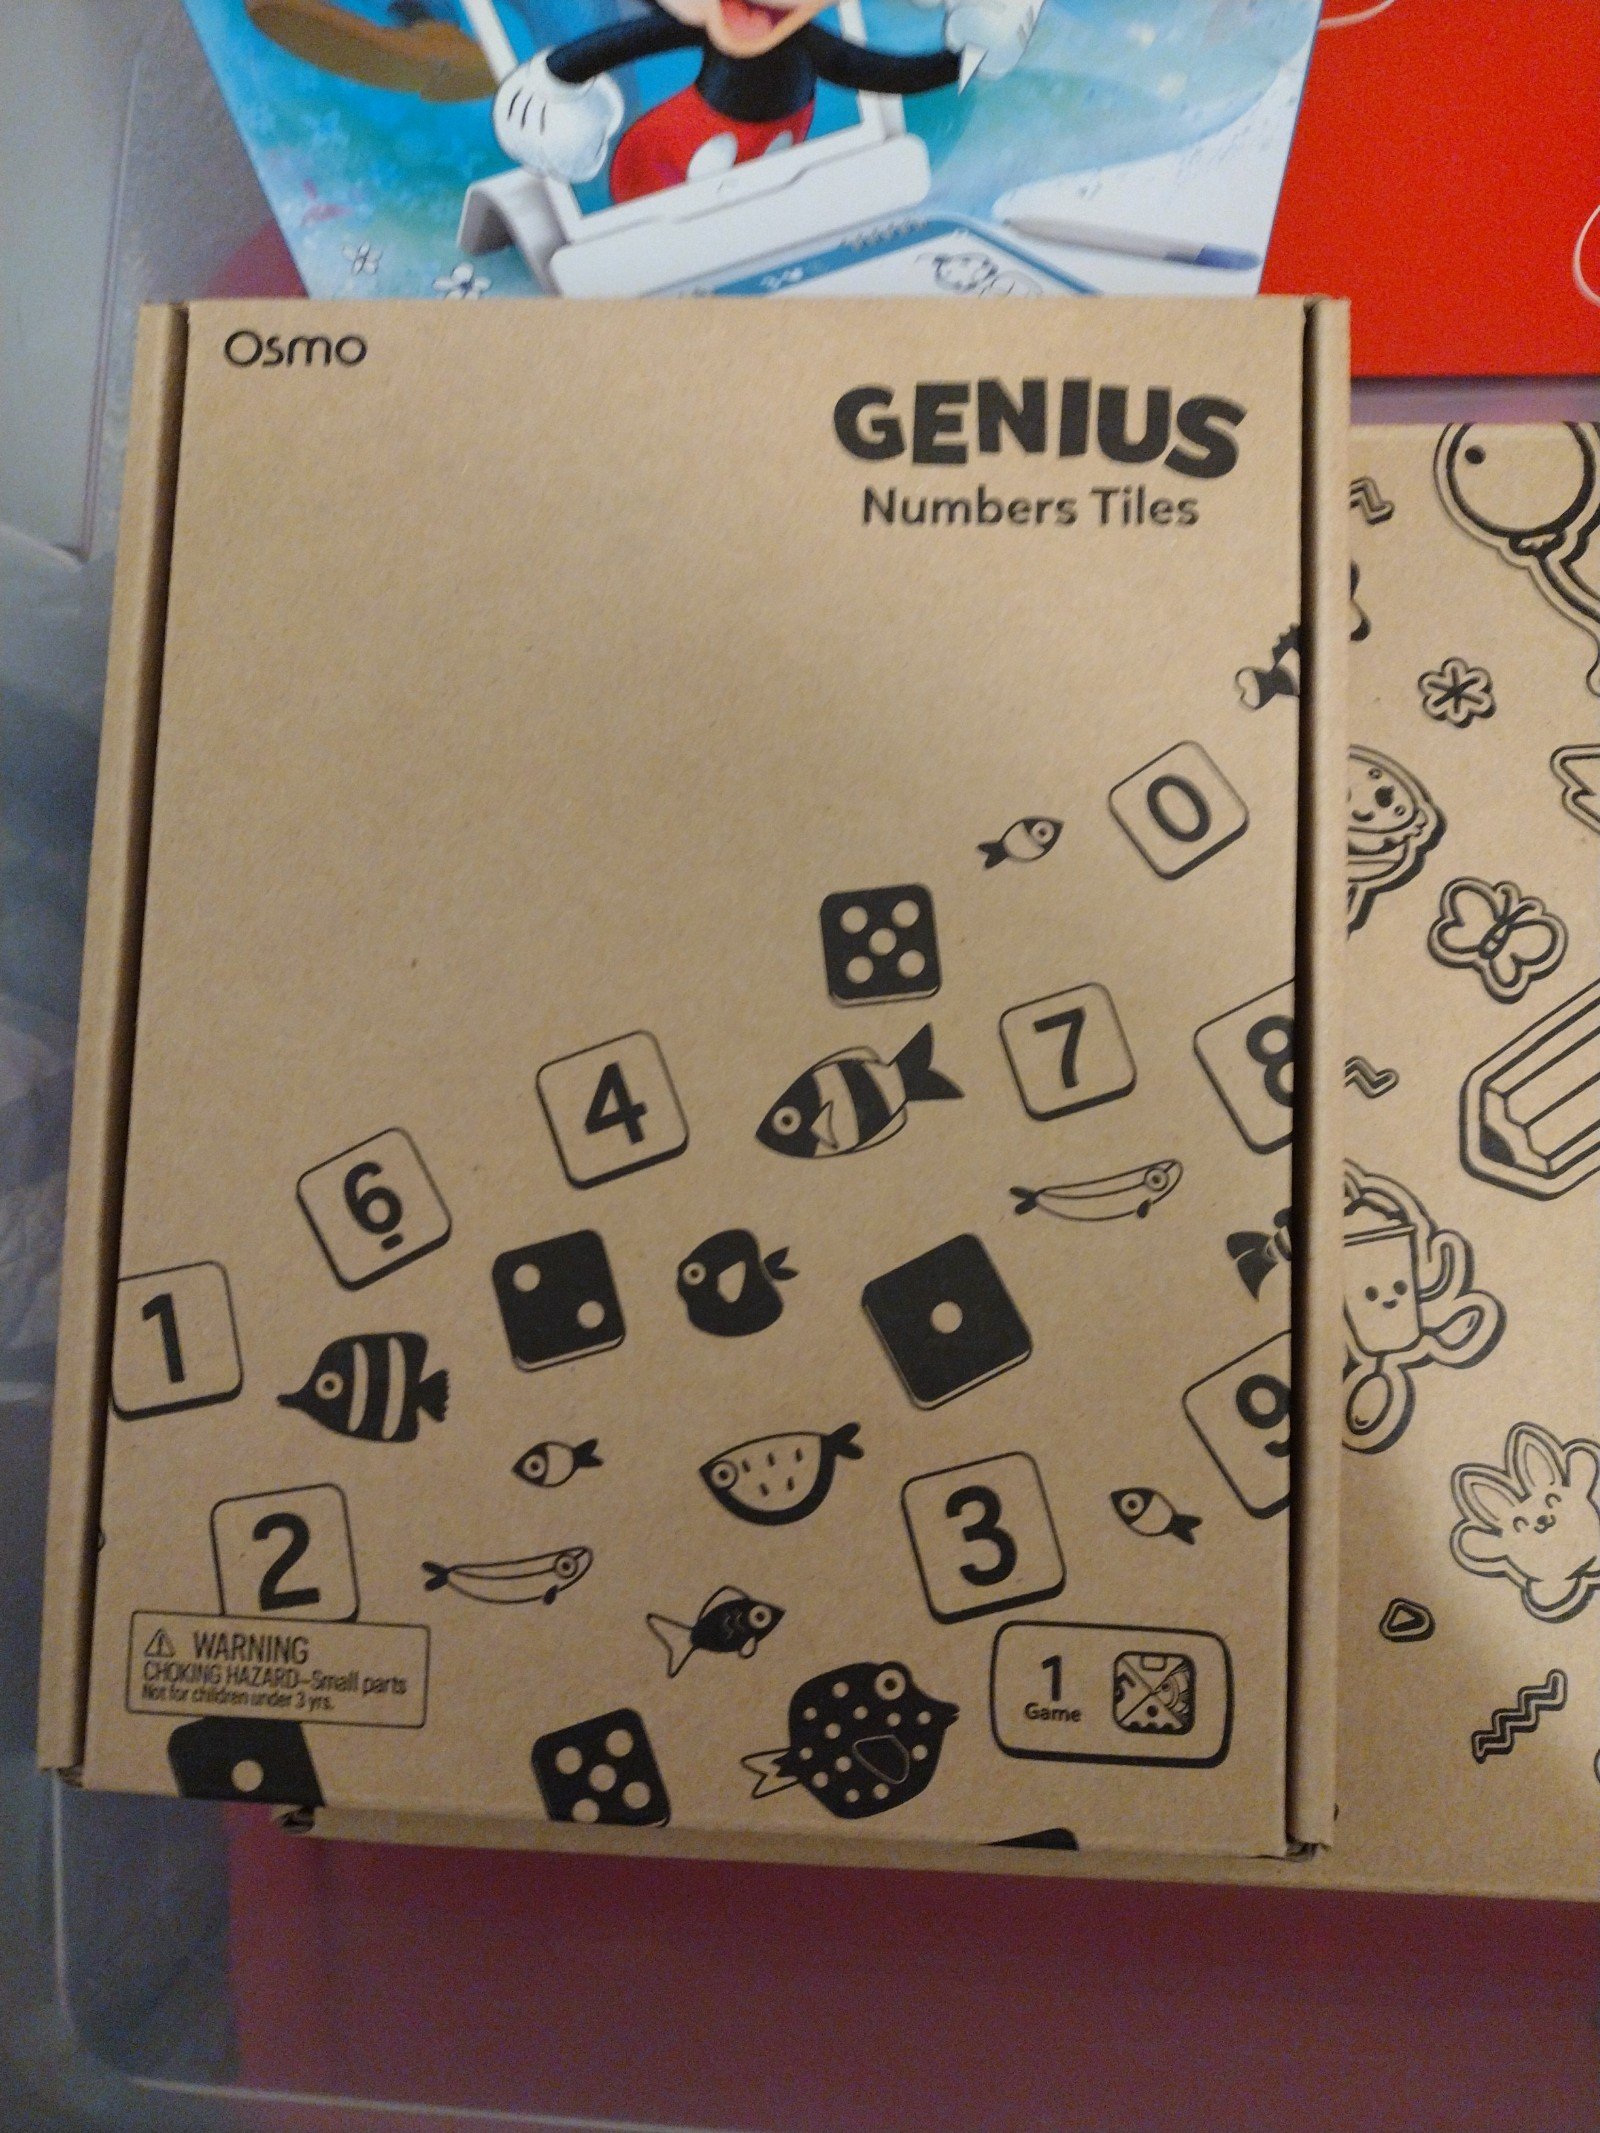 Osmo
GENIUS
Numbers Tiles
0
7
8
4
6
1
9
3
2
WARNING
CHOKING HAZARD—Small parts
Not for children under 3 yrs.
1
Game